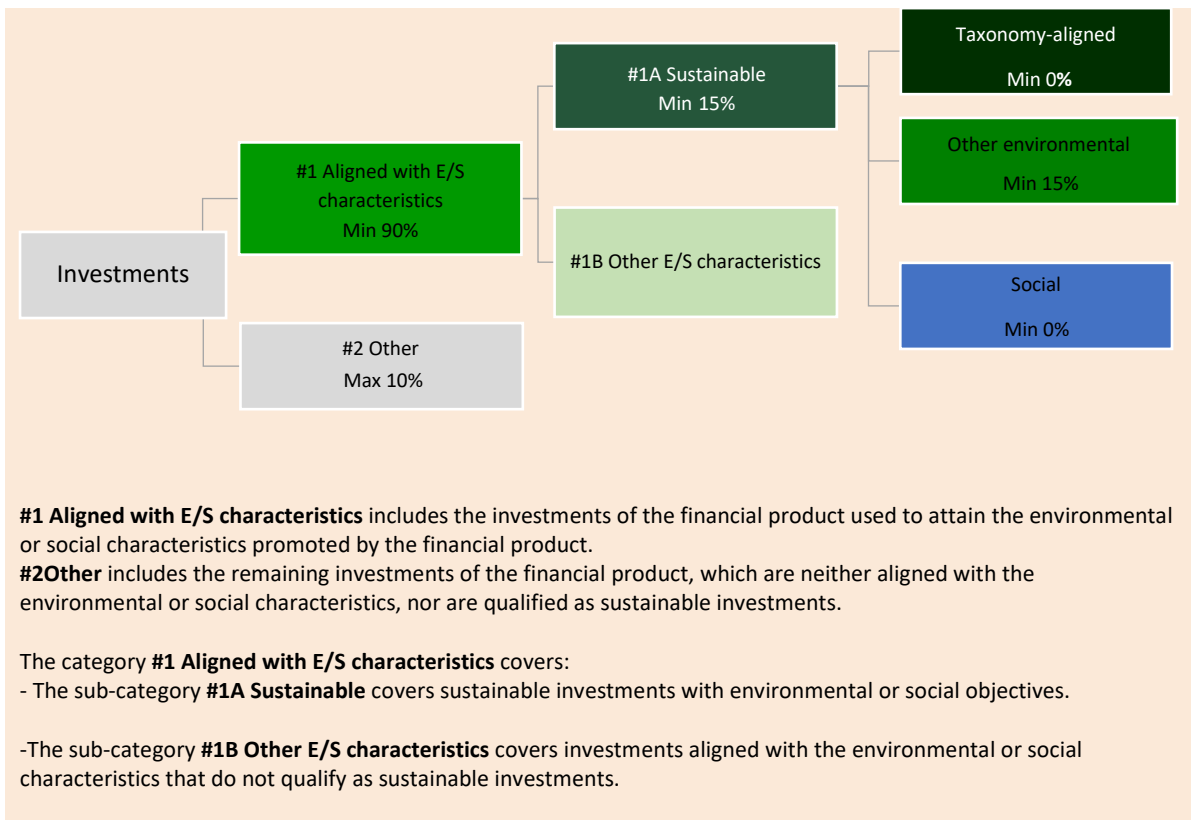 Taxonomy-aligned
Min 0%
#1A Sustainable
Min 15%
Other environmental
Min 15%
#1 Aligned with E/S
characteristics
Min 90%
#1B Other E/S characteristics
Investments
Social
Min 0%
#2 Other
Max 10%
#1 Aligned with E/S characteristics includes the investments of the financial product used to attain the environmental
or social characteristics promoted by the financial product.
#2Other includes the remaining investments of the financial product, which are neither aligned with the
environmental or social characteristics, nor are qualified as sustainable investments.
The category #1 Aligned with E/S characteristics covers:
- The sub-category #1A Sustainable covers sustainable investments with environmental or social objectives.
-The sub-category #1B Other E/S characteristics covers investments aligned with the environmental or social
characteristics that do not qualify as sustainable investments.